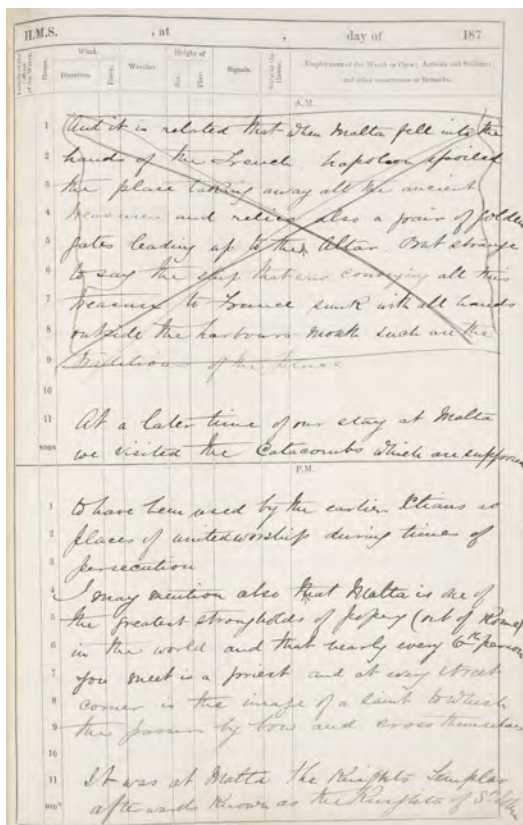 H.M.S. , at , day of 187
Hours.
Wind.
Direction.
Force.
Weather.
Height of
Bar.
Ther.
Signals.
Employment of the Watch or Crew; Arrivals and Sailings;
and other occurrences or Remarks.
A.M.
1 And it is related that when Malta fell into the
2 hands of the French. Napoleon spoiled
3 the place taking away all the ancient
4 treasures and relics also a pair of Golden
5 gates leading up to the Altar. But strange
6 to say the ship that was conveying all this
7 treasure to France sunk with all hands
8 outside the harbours mouth such are the
9 traditions of the place
10
11 At a later time of our stay at Malta
NOON we visited the Catacombs which are supposed
P.M.
1 to have been used by the earlier Xtians as
2 places of united worship during times of
3 persecution
4 I may mention also that Malta is one of
5 the greatest strongholds of popery (out of Rome)
6 in the world and that nearly every 6th person
7 you meet is a priest and at every street
8 corner is the image of a saint to which
9 the passers by bow and cross themselves
10
11 It was at Malta the Knights Templar
MIDT afterwards known as the Knights of St John